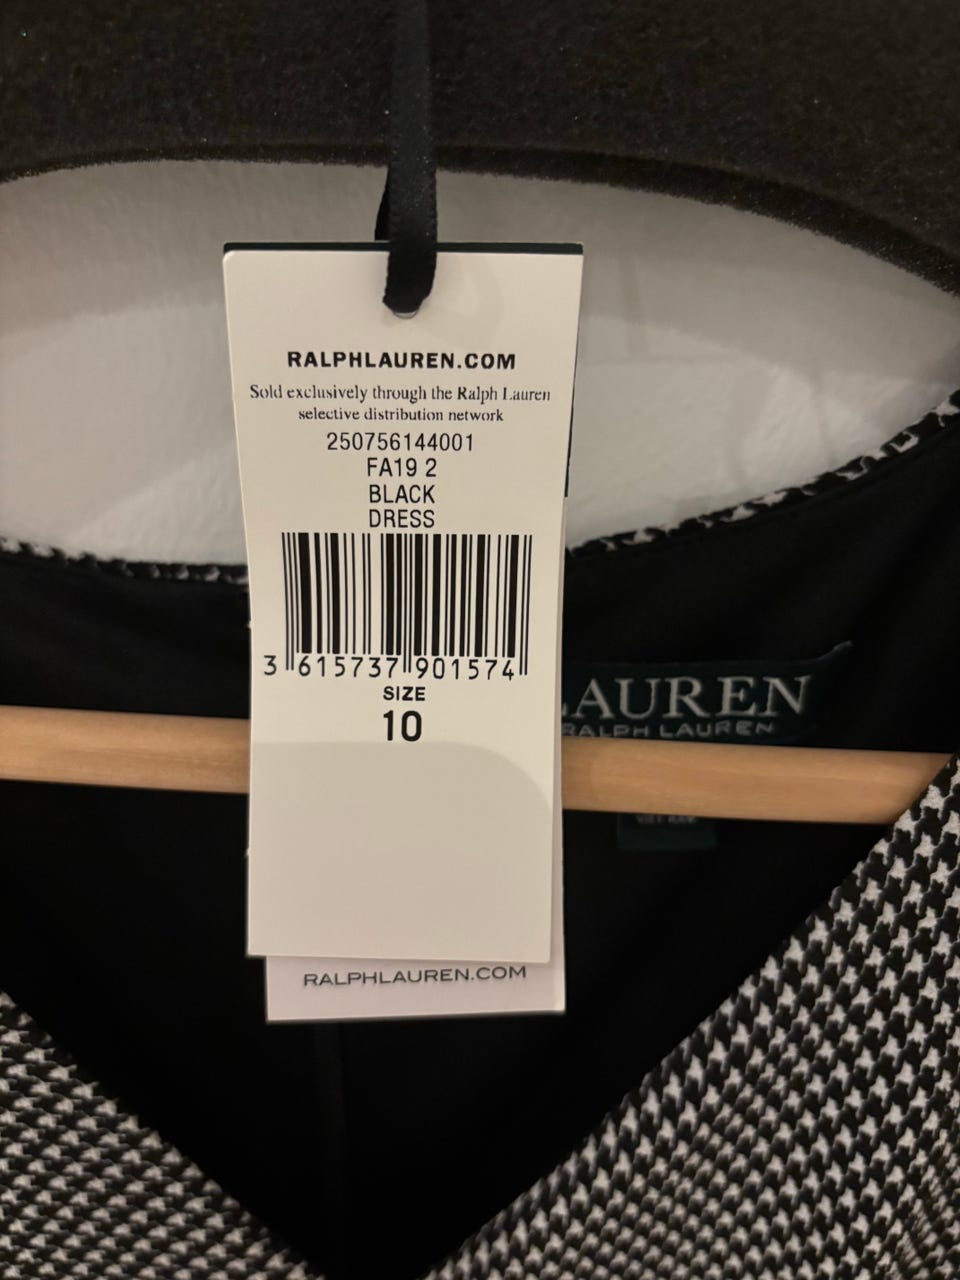 RALPHLAUREN.COM
Sold exclusively through the Ralph Lauren
selective distribution network
250756144001
FA19 2
BLACK
DRESS
3 615737 901574
SIZE
10
RALPHLAUREN.COM
LAUREN
RALPH LAUREN